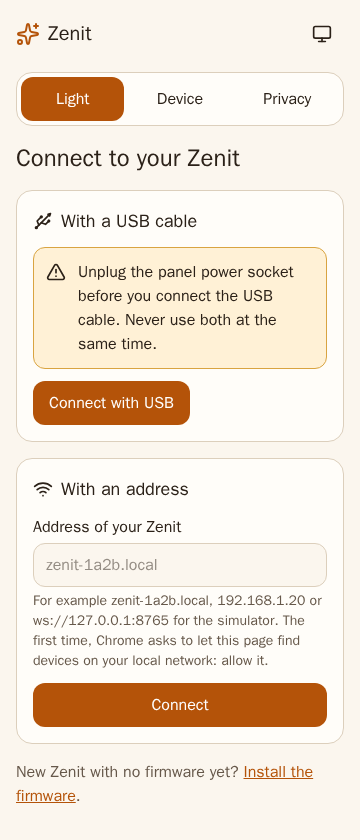 Zenit
Light
Device
Privacy
Connect to your Zenit
With a USB cable
Unplug the panel power socket
before you connect the USB
cable. Never use both at the
same time.
Connect with USB
With an address
Address of your Zenit
zenit-1a2b.local
For example zenit-1a2b.local, 192.168.1.20 or
ws://127.0.0.1:8765 for the simulator. The
first time, Chrome asks to let this page find
devices on your local network: allow it.
Connect
New Zenit with no firmware yet? Install the
firmware.